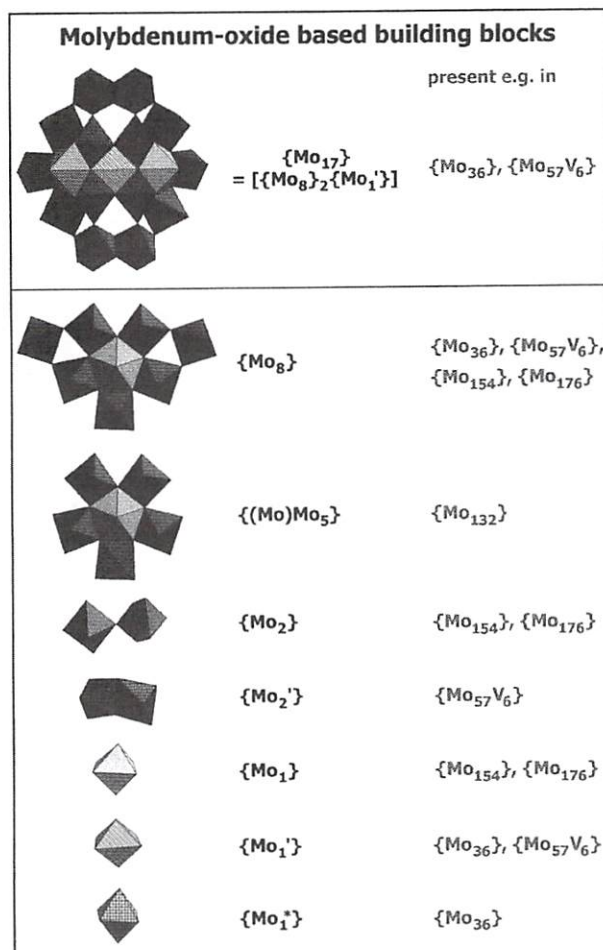 Molybdenum-oxide based building blocks
present e.g. in
{Mo₁₇}
= [{Mo₈}₂{Mo₁'}]
{Mo₃₆}, {Mo₅₇V₆}
{Mo₈}
{Mo₃₆}, {Mo₅₇V₆},
{Mo₁₅₄}, {Mo₁₇₆}
{(Mo)Mo₅}
{Mo₁₃₂}
{Mo₂}
{Mo₁₅₄}, {Mo₁₇₆}
{Mo₂'}
{Mo₅₇V₆}
{Mo₁}
{Mo₁₅₄}, {Mo₁₇₆}
{Mo₁'}
{Mo₃₆}, {Mo₅₇V₆}
{Mo₁*}
{Mo₃₆}